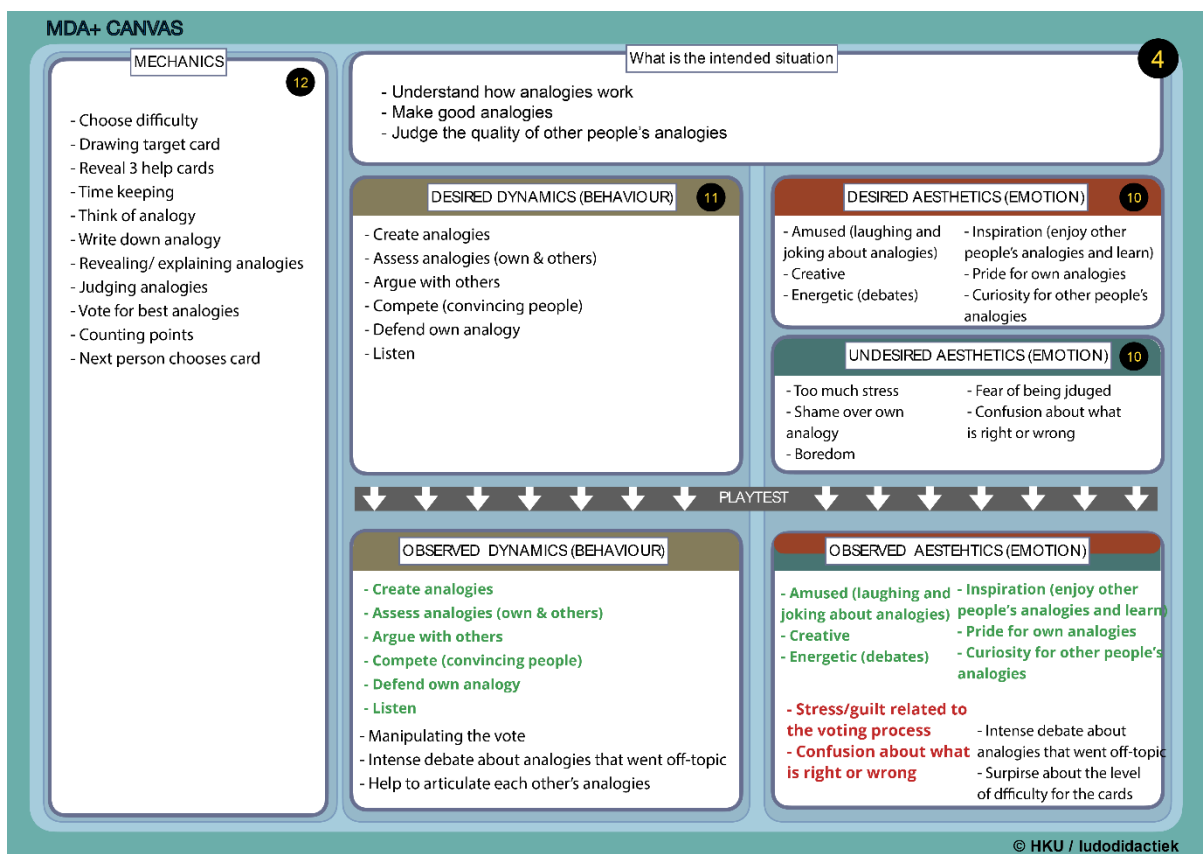 MDA+ CANVAS
MECHANICS
12
- Choose difficulty
- Drawing target card
- Reveal 3 help cards
- Time keeping
- Think of analogy
- Write down analogy
- Revealing/ explaining analogies
- Judging analogies
- Vote for best analogies
- Counting points
- Next person chooses card
What is the intended situation
4
- Understand how analogies work
- Make good analogies
- Judge the quality of other people's analogies
DESIRED DYNAMICS (BEHAVIOUR)
11
- Create analogies
- Assess analogies (own & others)
- Argue with others
- Compete (convincing people)
- Defend own analogy
- Listen
DESIRED AESTHETICS (EMOTION)
10
- Amused (laughing and
joking about analogies)
- Creative
- Energetic (debates)
- Inspiration (enjoy other
people's analogies and learn)
- Pride for own analogies
- Curiosity for other people's
analogies
UNDESIRED AESTHETICS (EMOTION)
10
- Too much stress
- Shame over own
analogy
- Boredom
- Fear of being jduged
- Confusion about what
is right or wrong
PLAYTEST
OBSERVED DYNAMICS (BEHAVIOUR)
- Create analogies
- Assess analogies (own & others)
- Argue with others
- Compete (convincing people)
- Defend own analogy
- Listen
- Manipulating the vote
- Intense debate about analogies that went off-topic
- Help to articulate each other's analogies
OBSERVED AESTEHTICS (EMOTION)
- Amused (laughing and
joking about analogies)
- Creative
- Energetic (debates)
- Inspiration (enjoy other
people's analogies and learn)
- Pride for own analogies
- Curiosity for other people's
analogies
- Stress/guilt related to
the voting process
- Confusion about what
is right or wrong
- Intense debate about
analogies that went off-topic
- Surpirse about the level
of difficulty for the cards
© HKU / ludodidactiek